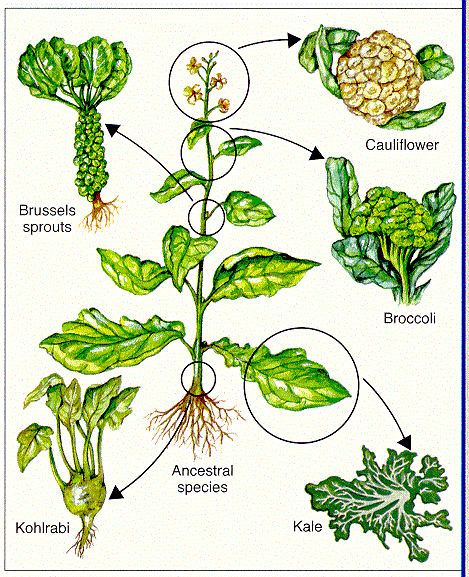 Cauliflower
Brussels
sprouts
Broccoli
Ancestral
species
Kohlrabi
Kale